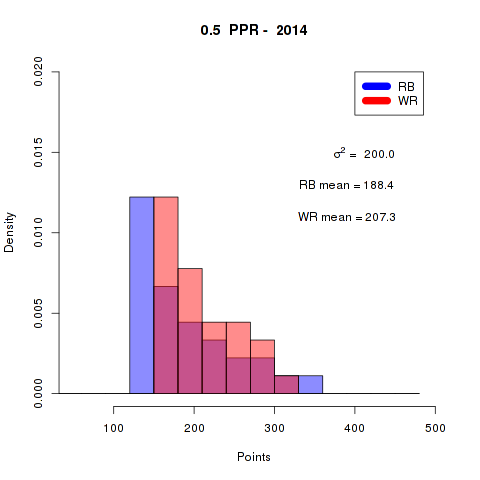 0.5 PPR - 2014
RB
WR
σ² = 200.0
RB mean = 188.4
WR mean = 207.3
Density
0.020
0.015
0.010
0.005
0.000
100 200 300 400 500
Points